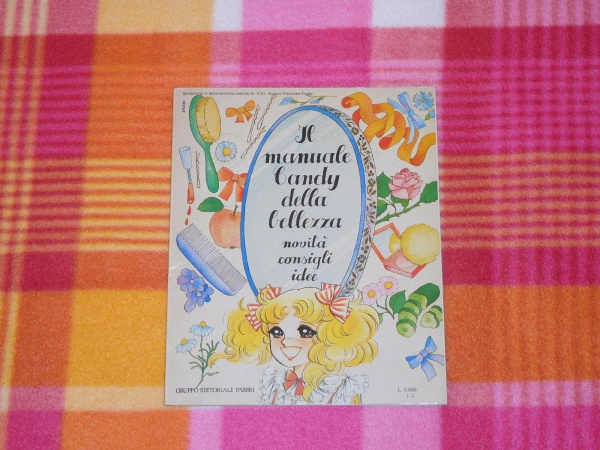 Il
manuale
Candy
della
bellezza
novità
consigli
idee
GRUPPO EDITORIALE FABBRI